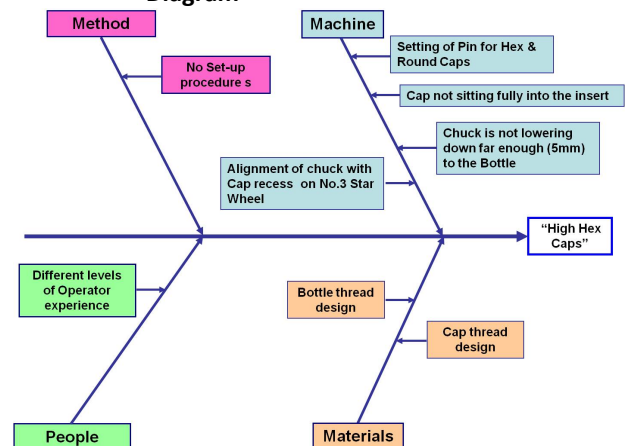 Diagram
Method
Machine
Setting of Pin for Hex &
Round Caps
No Set-up
procedure s
Cap not sitting fully into the insert
Chuck is not lowering
down far enough (5mm)
to the Bottle
Alignment of chuck with
Cap recess on No.3 Star
Wheel
"High Hex
Caps"
Different levels
of Operator
experience
Bottle thread
design
Cap thread
design
People
Materials